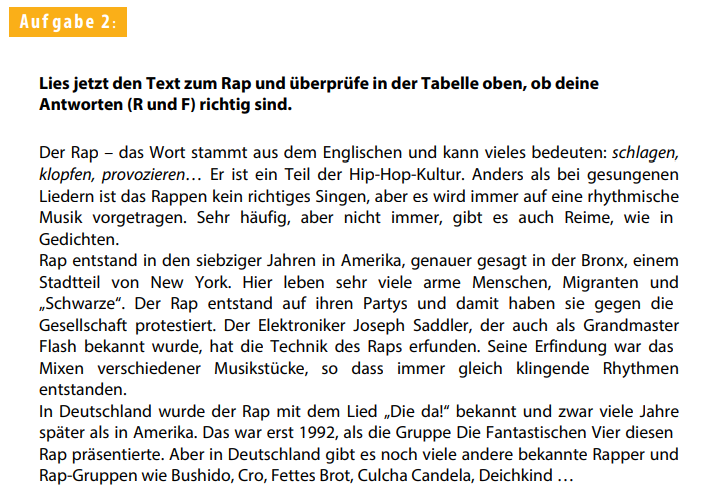 Aufgabe 2:
Lies jetzt den Text zum Rap und überprüfe in der Tabelle oben, ob deine
Antworten (R und F) richtig sind.
Der Rap – das Wort stammt aus dem Englischen und kann vieles bedeuten: schlagen,
klopfen, provozieren… Er ist ein Teil der Hip-Hop-Kultur. Anders als bei gesungenen
Liedern ist das Rappen kein richtiges Singen, aber es wird immer auf eine rhythmische
Musik vorgetragen. Sehr häufig, aber nicht immer, gibt es auch Reime, wie in
Gedichten.
Rap entstand in den siebziger Jahren in Amerika, genauer gesagt in der Bronx, einem
Stadtteil von New York. Hier leben sehr viele arme Menschen, Migranten und
„Schwarze“. Der Rap entstand auf ihren Partys und damit haben sie gegen die
Gesellschaft protestiert. Der Elektroniker Joseph Saddler, der auch als Grandmaster
Flash bekannt wurde, hat die Technik des Raps erfunden. Seine Erfindung war das
Mixen verschiedener Musikstücke, so dass immer gleich klingende Rhythmen
entstanden.
In Deutschland wurde der Rap mit dem Lied „Die da!“ bekannt und zwar viele Jahre
später als in Amerika. Das war erst 1992, als die Gruppe Die Fantastischen Vier diesen
Rap präsentierte. Aber in Deutschland gibt es noch viele andere bekannte Rapper und
Rap-Gruppen wie Bushido, Cro, Fettes Brot, Culcha Candela, Deichkind …